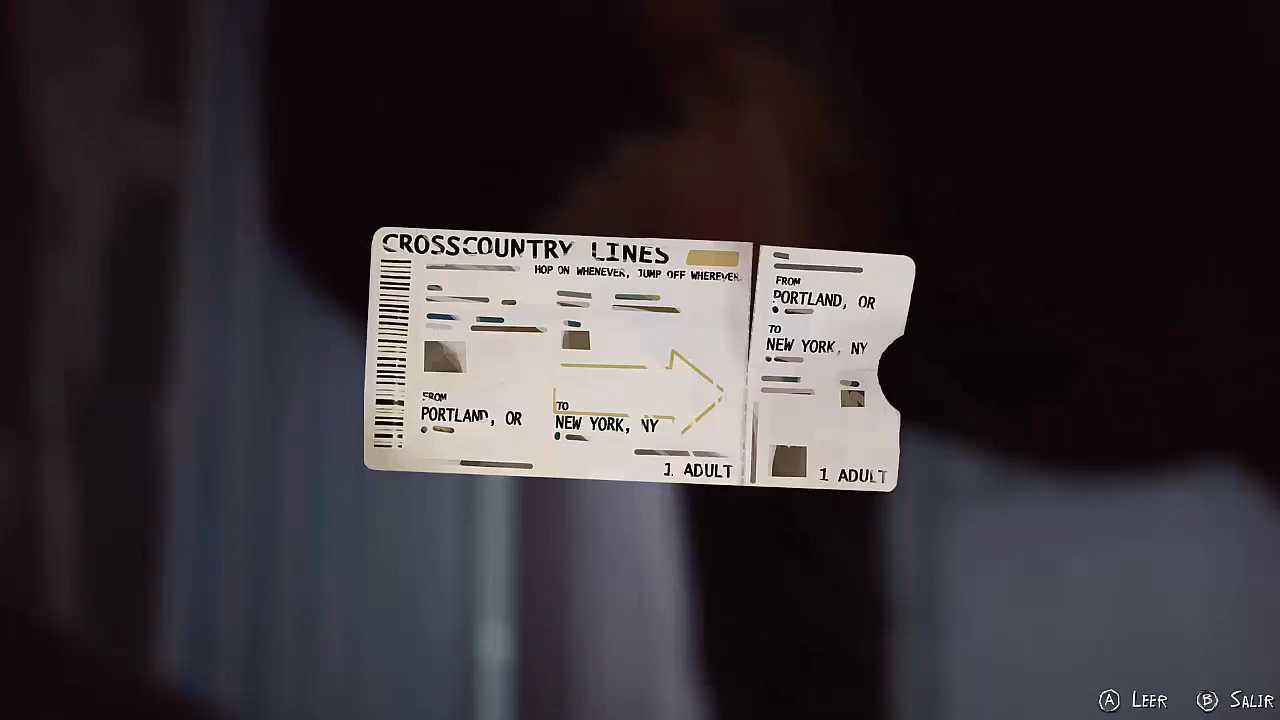 CROSSCOUNTRY LINES
HOP ON WHENEVER, JUMP OFF WHEREVER.
FROM
PORTLAND, OR
TO
NEW YORK, NY
1 ADULT
FROM
PORTLAND, OR
TO
NEW YORK, NY
1 ADULT
A LEER B SALIR